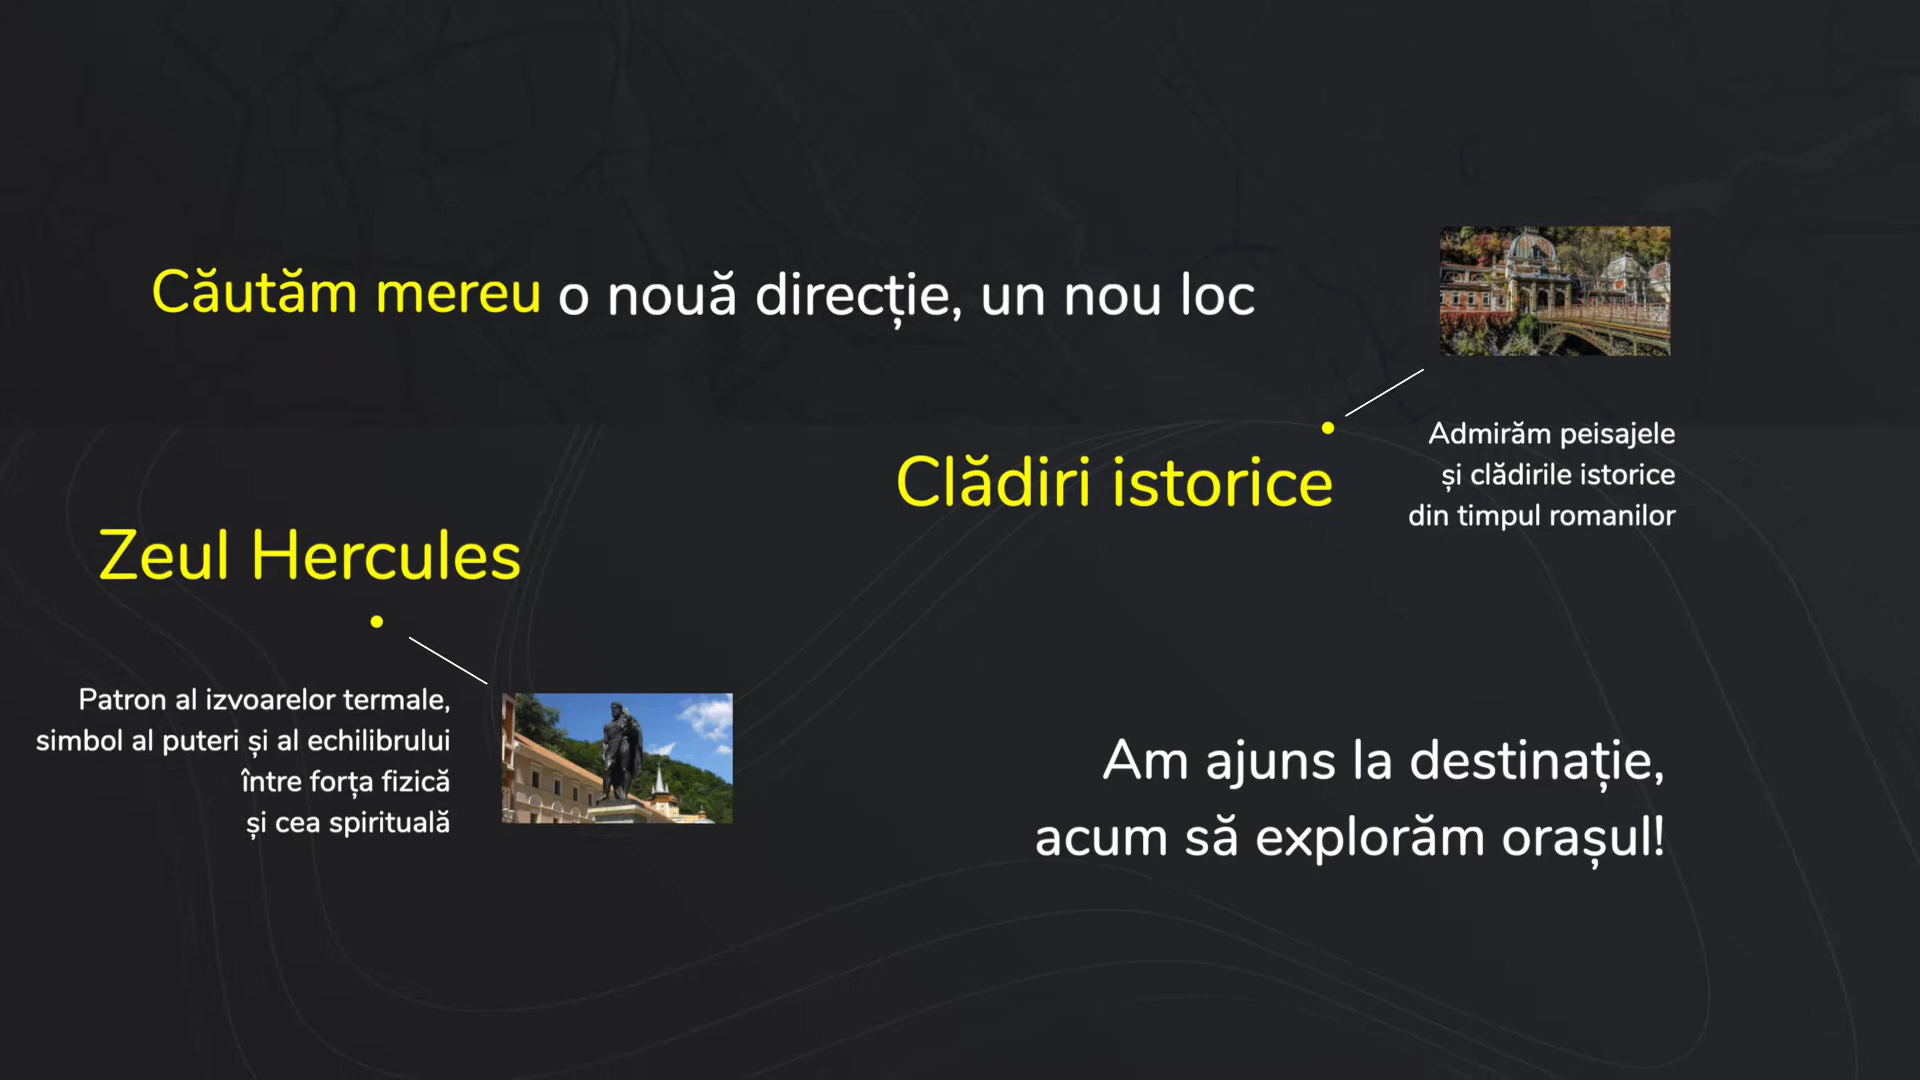 Căutăm mereu o nouă direcție, un nou loc
Clădiri istorice
Admirăm peisajele
și clădirile istorice
din timpul romanilor
Zeul Hercules
Patron al izvoarelor termale,
simbol al puteri și al echilibrului
între forța fizică
și cea spirituală
Am ajuns la destinație,
acum să explorăm orașul!